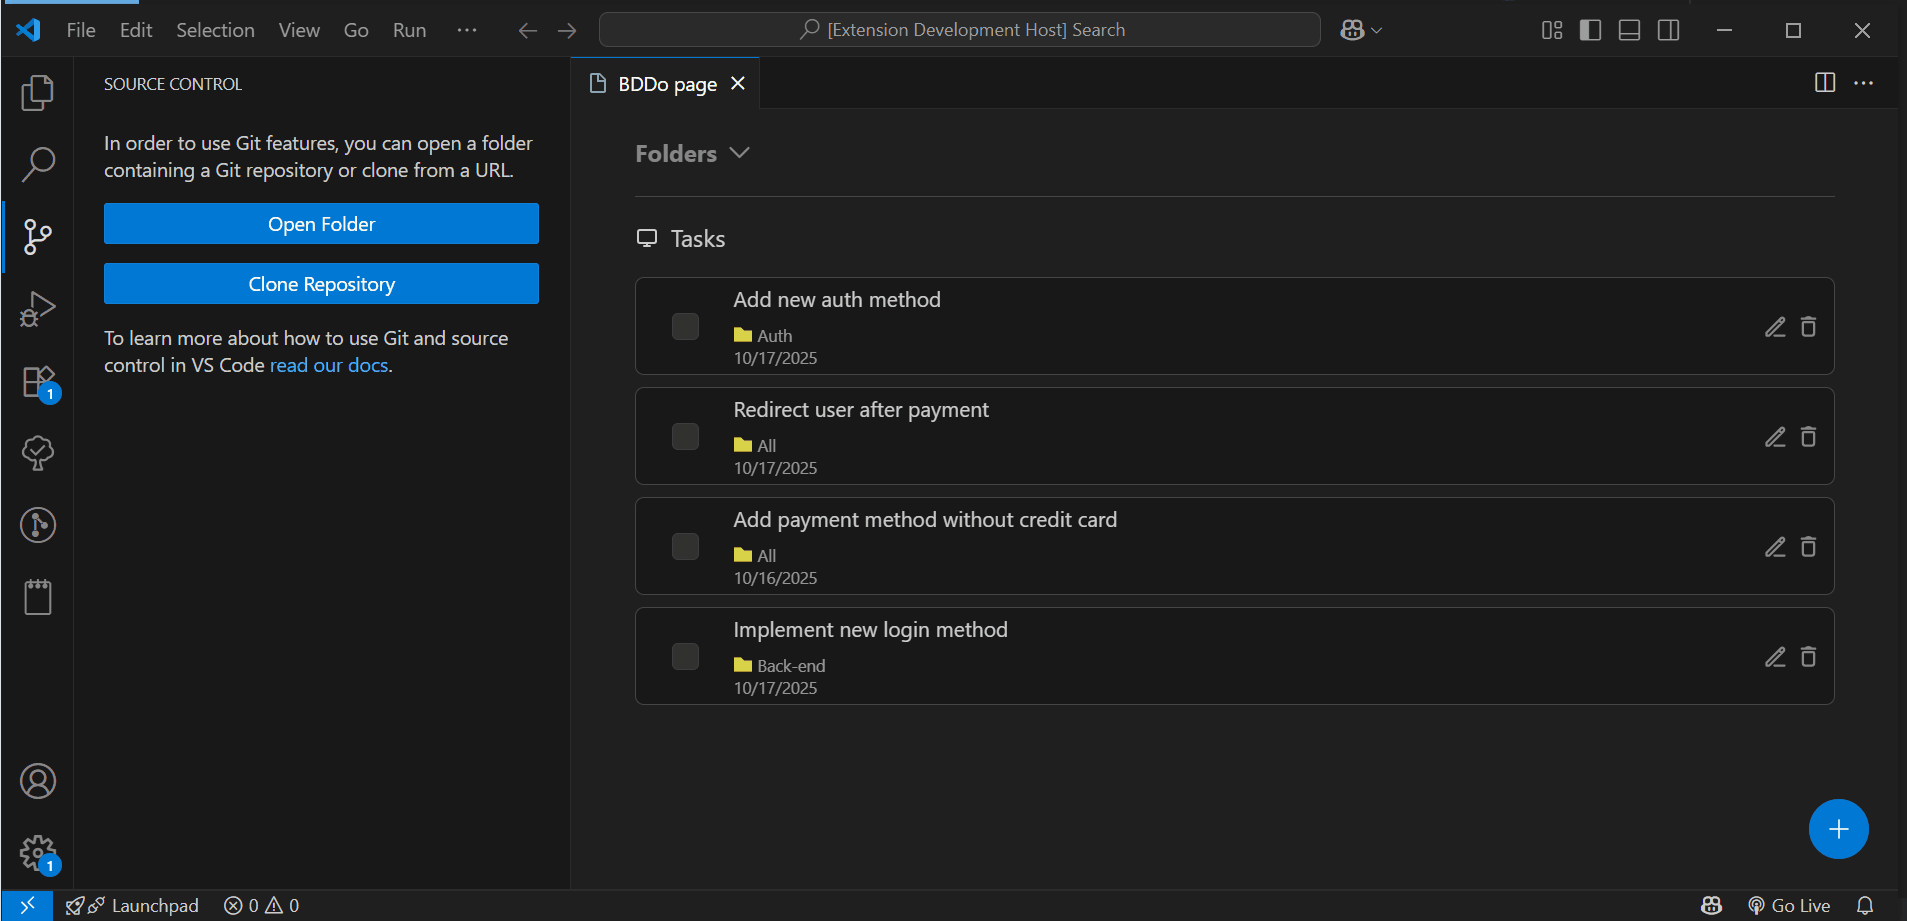 File Edit Selection View Go Run ···
[Extension Development Host] Search
SOURCE CONTROL
In order to use Git features, you can open a folder
containing a Git repository or clone from a URL.
Open Folder
Clone Repository
To learn more about how to use Git and source
control in VS Code read our docs.
1
1
BDDo page
Folders
Tasks
Add new auth method
Auth
10/17/2025
Redirect user after payment
All
10/17/2025
Add payment method without credit card
All
10/16/2025
Implement new login method
Back-end
10/17/2025
Launchpad 0 0 Go Live